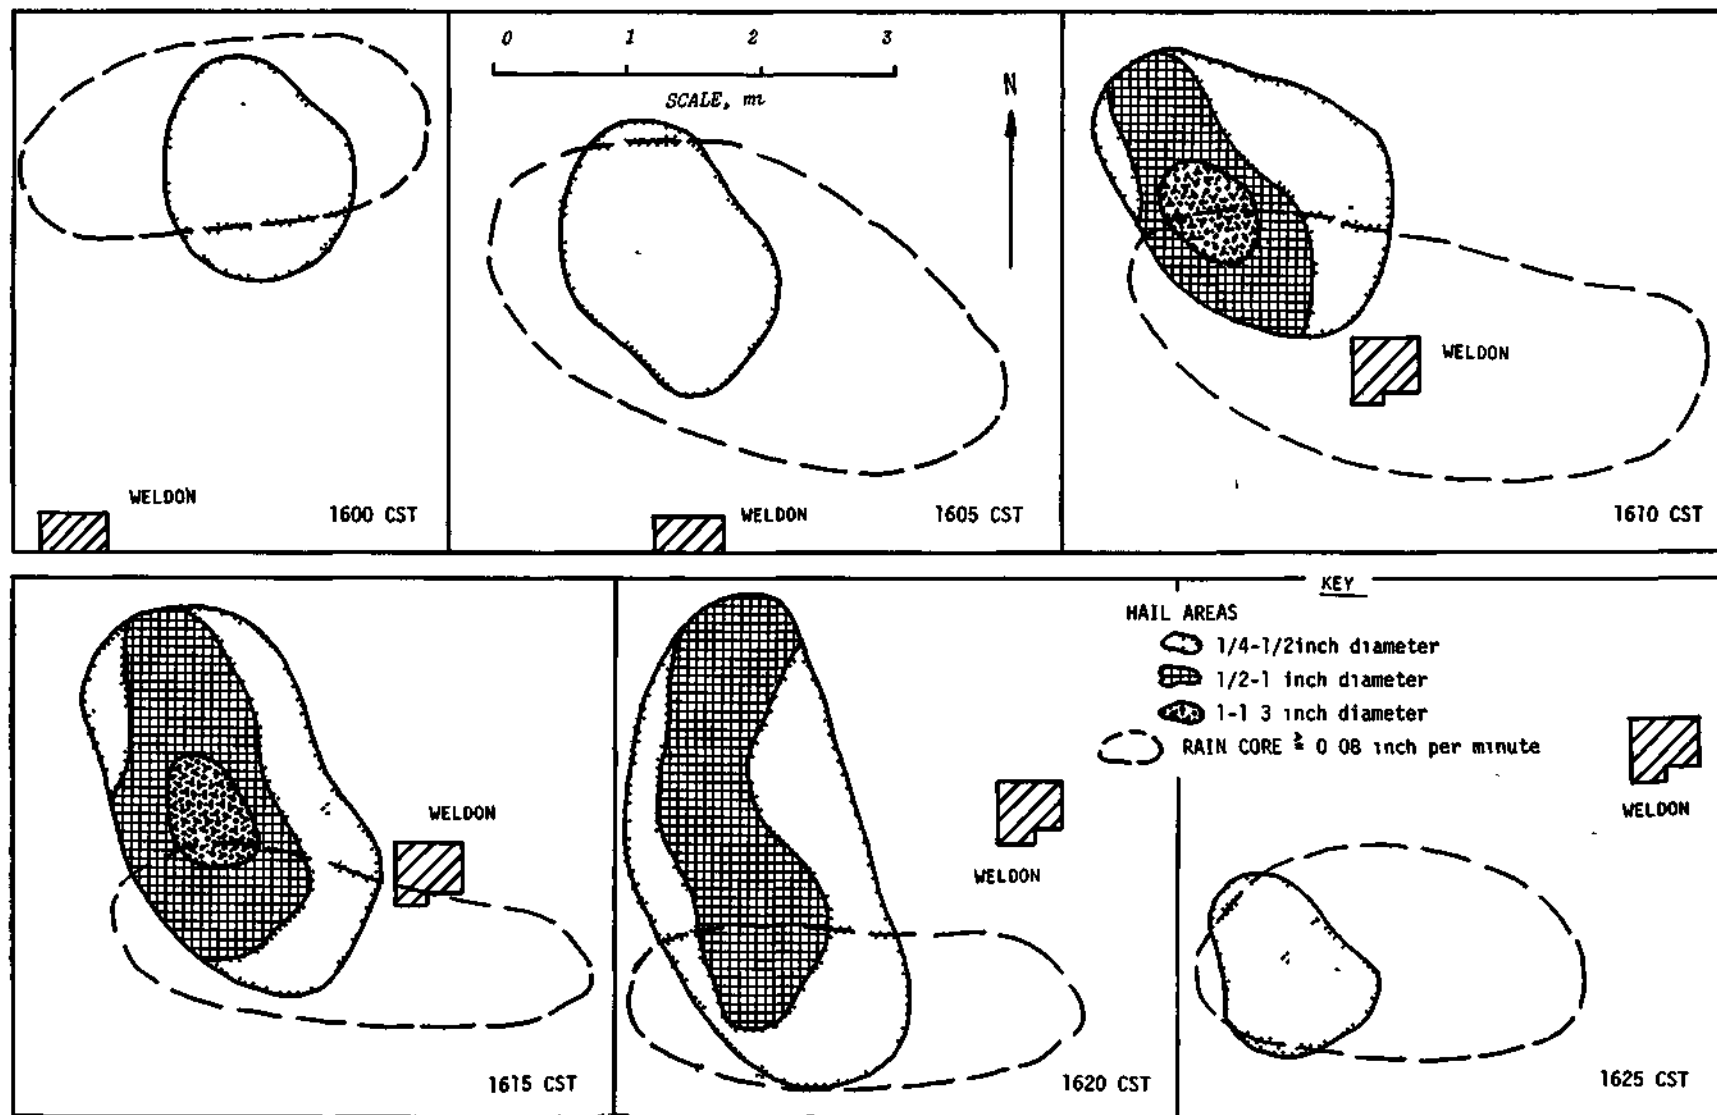 0 1 2 3
SCALE, m
N
WELDON
1600 CST
WELDON
1605 CST
WELDON
1610 CST
WELDON
1615 CST
WELDON
1620 CST
KEY
HAIL AREAS
1/4-1/2inch diameter
1/2-1 inch diameter
1-1 3 inch diameter
RAIN CORE ≥ 0 08 inch per minute
WELDON
1625 CST